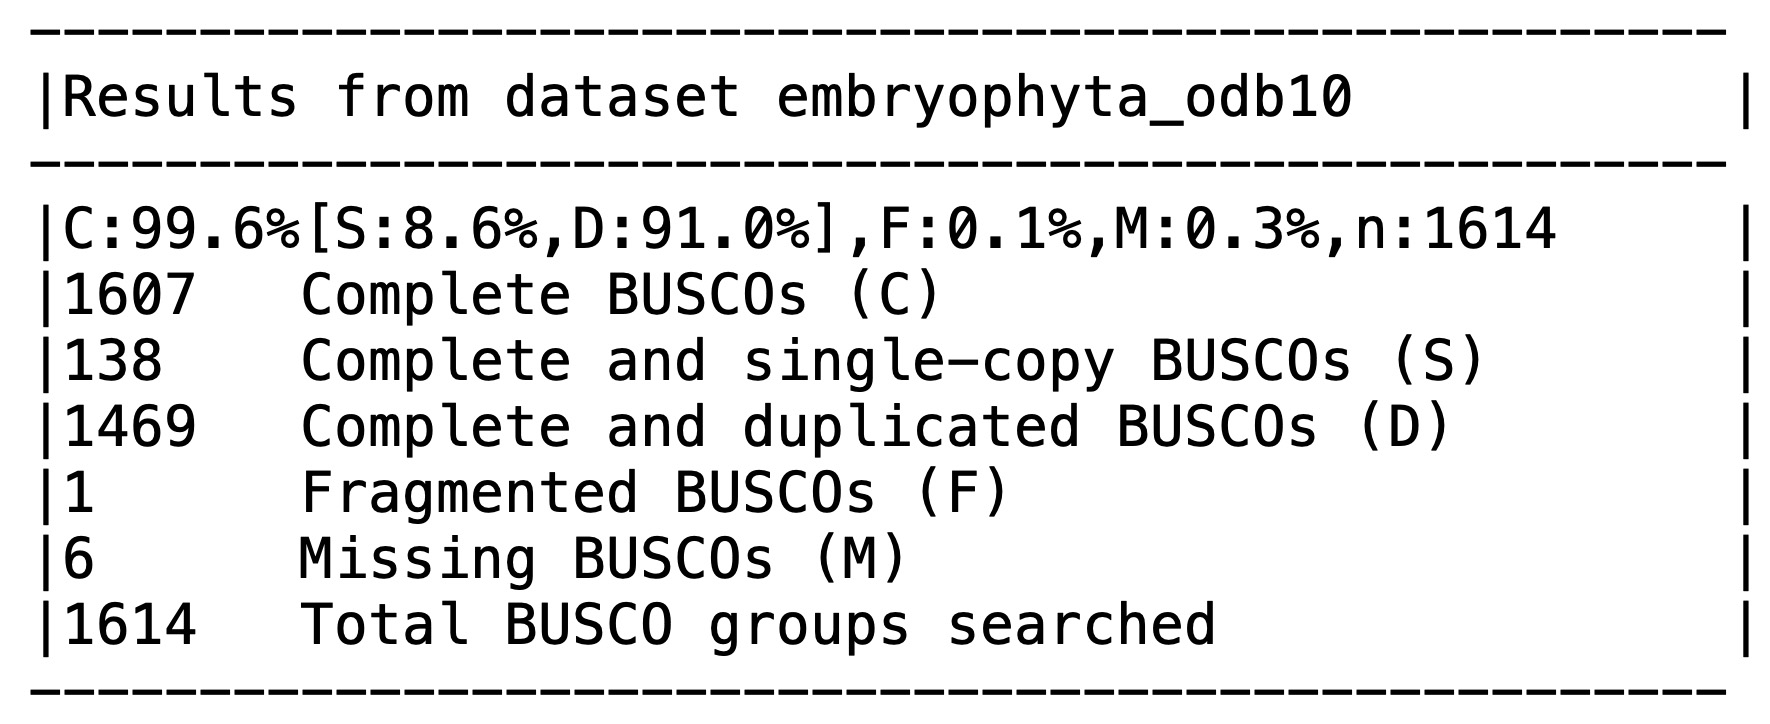 ---------------------------------------------------
|Results from dataset embryophyta_odb10           |
---------------------------------------------------
|C:99.6%[S:8.6%,D:91.0%],F:0.1%,M:0.3%,n:1614     |
|1607   Complete BUSCOs (C)                       |
|138    Complete and single-copy BUSCOs (S)       |
|1469   Complete and duplicated BUSCOs (D)        |
|1      Fragmented BUSCOs (F)                     |
|6      Missing BUSCOs (M)                        |
|1614   Total BUSCO groups searched               |
---------------------------------------------------